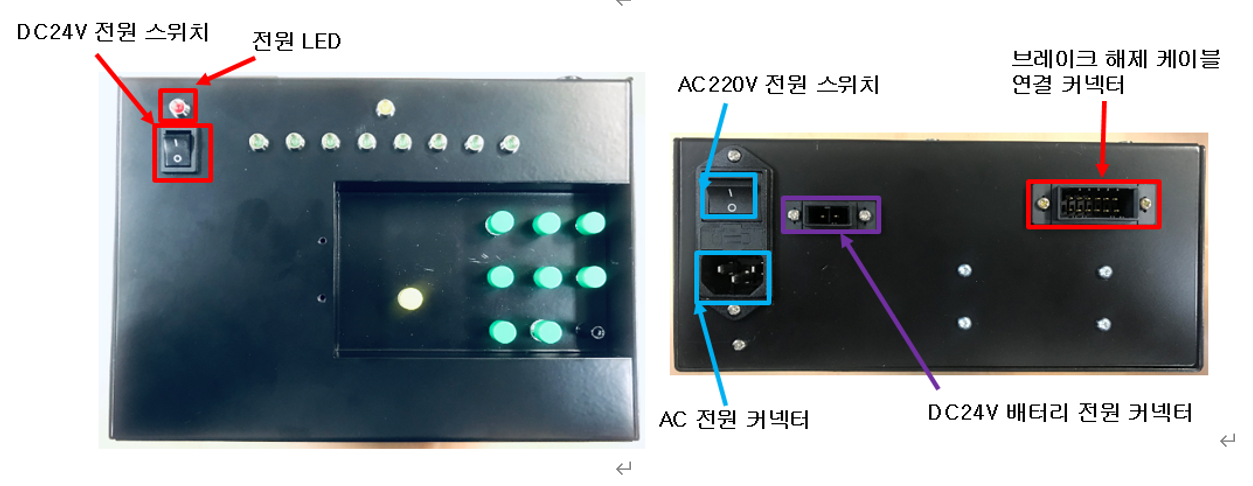 DC24V 전원 스위치
전원 LED
AC220V 전원 스위치
브레이크 해제 케이블
연결 커넥터
AC 전원 커넥터
DC24V 배터리 전원 커넥터